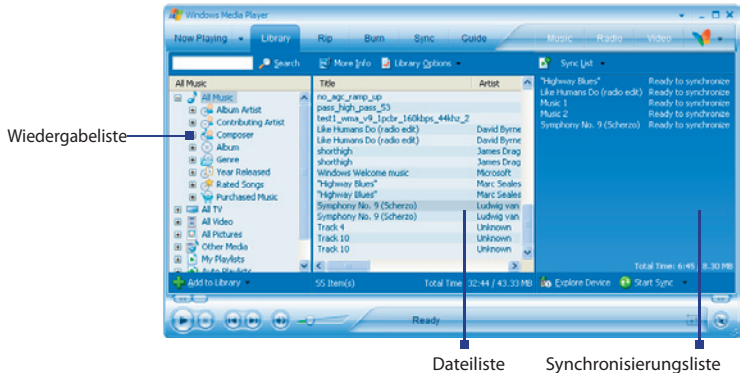 Windows Media Player
Now Playing Library Rip Burn Sync Guide Music Radio Video
Search More Info Library Options Sync List
All Music
All Music
Album Artist
Contributing Artist
Composer
Album
Genre
Year Released
Rated Songs
Purchased Music
All TV
All Video
All Pictures
Other Media
My Playlists
Auto Playlists
Title Artist
no_agc_ramp_up
pass_high_pass_53
test1_wma_v9_1pcbr_160kbps_44khz_2
Like Humans Do (radio edit) David Byrne
Like Humans Do (radio edit) David Byrne
shorthigh James Drag
shorthigh James Drag
Windows Welcome music Microsoft
"Highway Blues" Marc Seales
"Highway Blues" Marc Seales
Symphony No. 9 (Scherzo) Ludwig van
Symphony No. 9 (Scherzo) Ludwig van
Track 4 Unknown
Track 10 Unknown
Track 10 Unknown
"Highway Blues" Ready to synchronize
Like Humans Do (radio edit) Ready to synchronize
Music 1 Ready to synchronize
Music 2 Ready to synchronize
Symphony No. 9 (Scherzo) Ready to synchronize
Total Time: 6:45 / 8.30 MB
Add to Library 55 Item(s) Total Time: 32:44 / 43.33 MB Explore Device Start Sync
Ready
Wiedergabeliste
Dateiliste
Synchronisierungsliste